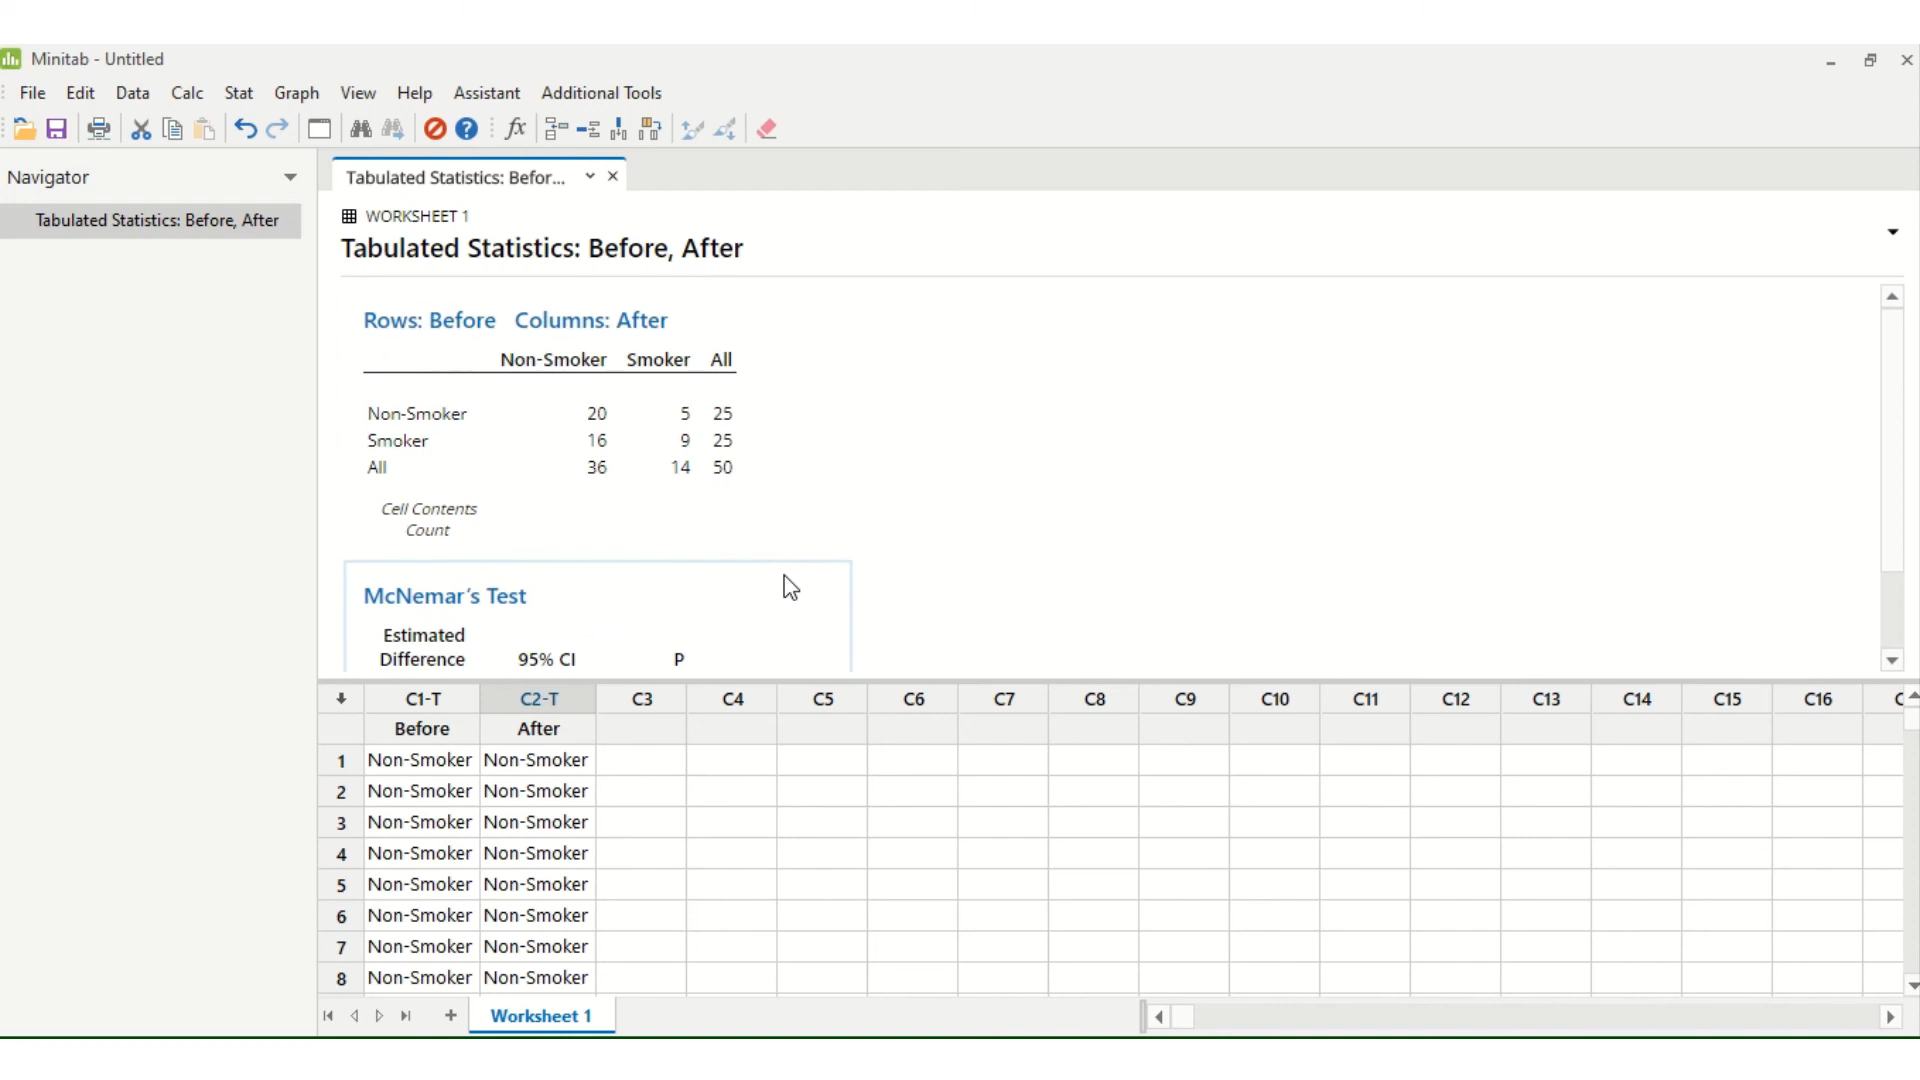 Minitab - Untitled
File Edit Data Calc Stat Graph View Help Assistant Additional Tools
fx
Navigator
Tabulated Statistics: Before, After
Tabulated Statistics: Befor...
WORKSHEET 1
Tabulated Statistics: Before, After
Rows: Before Columns: After
Non-Smoker Smoker All
Non-Smoker 20 5 25
Smoker 16 9 25
All 36 14 50
Cell Contents
Count
McNemar's Test
Estimated
Difference 95% CI P
C1-T C2-T C3 C4 C5 C6 C7 C8 C9 C10 C11 C12 C13 C14 C15 C16
Before After
1 Non-Smoker Non-Smoker
2 Non-Smoker Non-Smoker
3 Non-Smoker Non-Smoker
4 Non-Smoker Non-Smoker
5 Non-Smoker Non-Smoker
6 Non-Smoker Non-Smoker
7 Non-Smoker Non-Smoker
8 Non-Smoker Non-Smoker
Worksheet 1